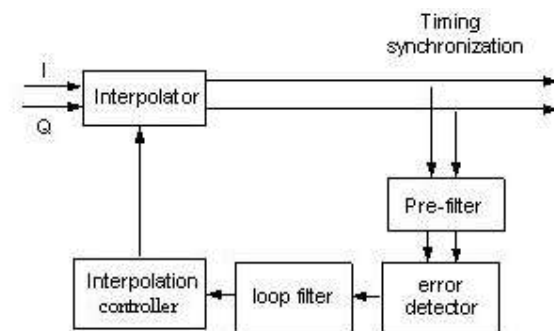 Timing
synchronization
I
Interpolator
Q
Pre-filter
Interpolation
controller
loop filter
error
detector